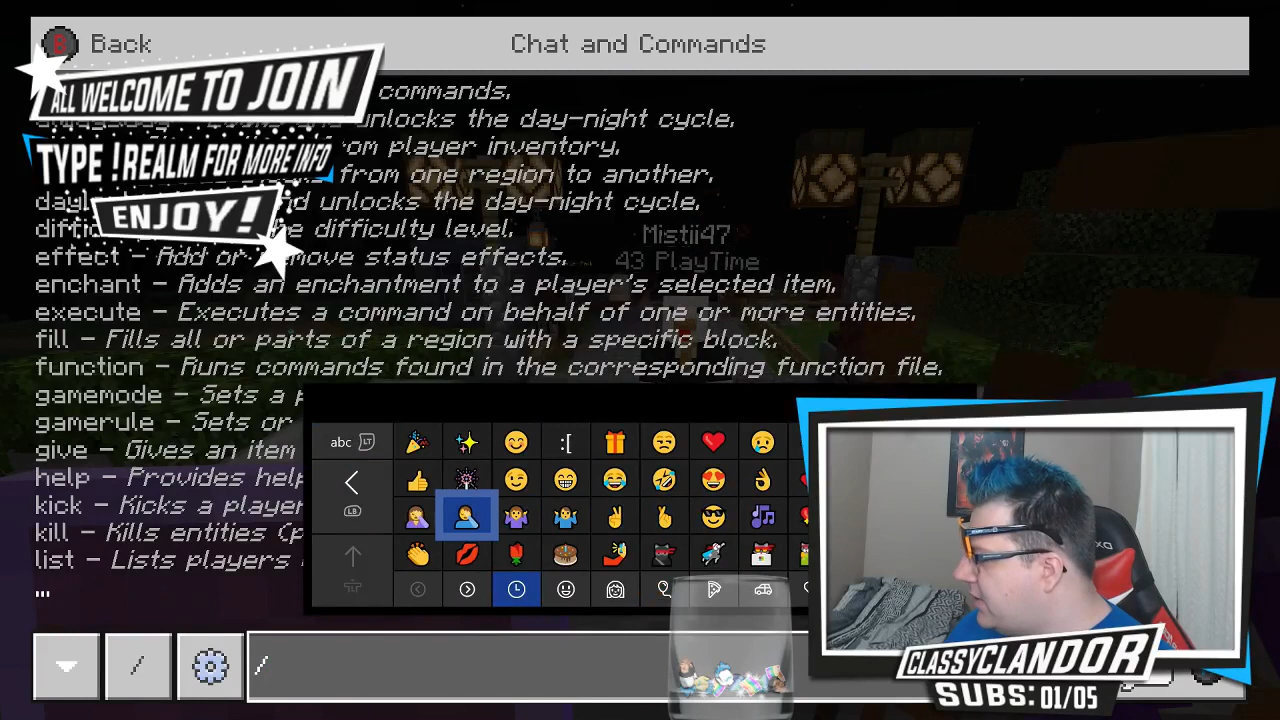 B Back
Chat and Commands
ALL WELCOME TO JOIN
commands.
unlocks the day-night cycle.
TYPE !REALM FOR MORE INFO
from player inventory.
from one region to another.
ENJOY!
unlocks the day-night cycle.
the difficulty level.
Mistii47
43 PlayTime
effect - Add or remove status effects.
enchant - Adds an enchantment to a player's selected item.
execute - Executes a command on behalf of one or more entities.
fill - Fills all or parts of a region with a specific block.
function - Runs commands found in the corresponding function file.
gamemode - Sets a p
gamerule - Sets or
give - Gives an item
help - Provides help
kick - Kicks a player
kill - Kills entities (p
list - Lists players
...
abc LT
:[
LB
/
/
CLASSYCLANDOR
SUBS: 01/05